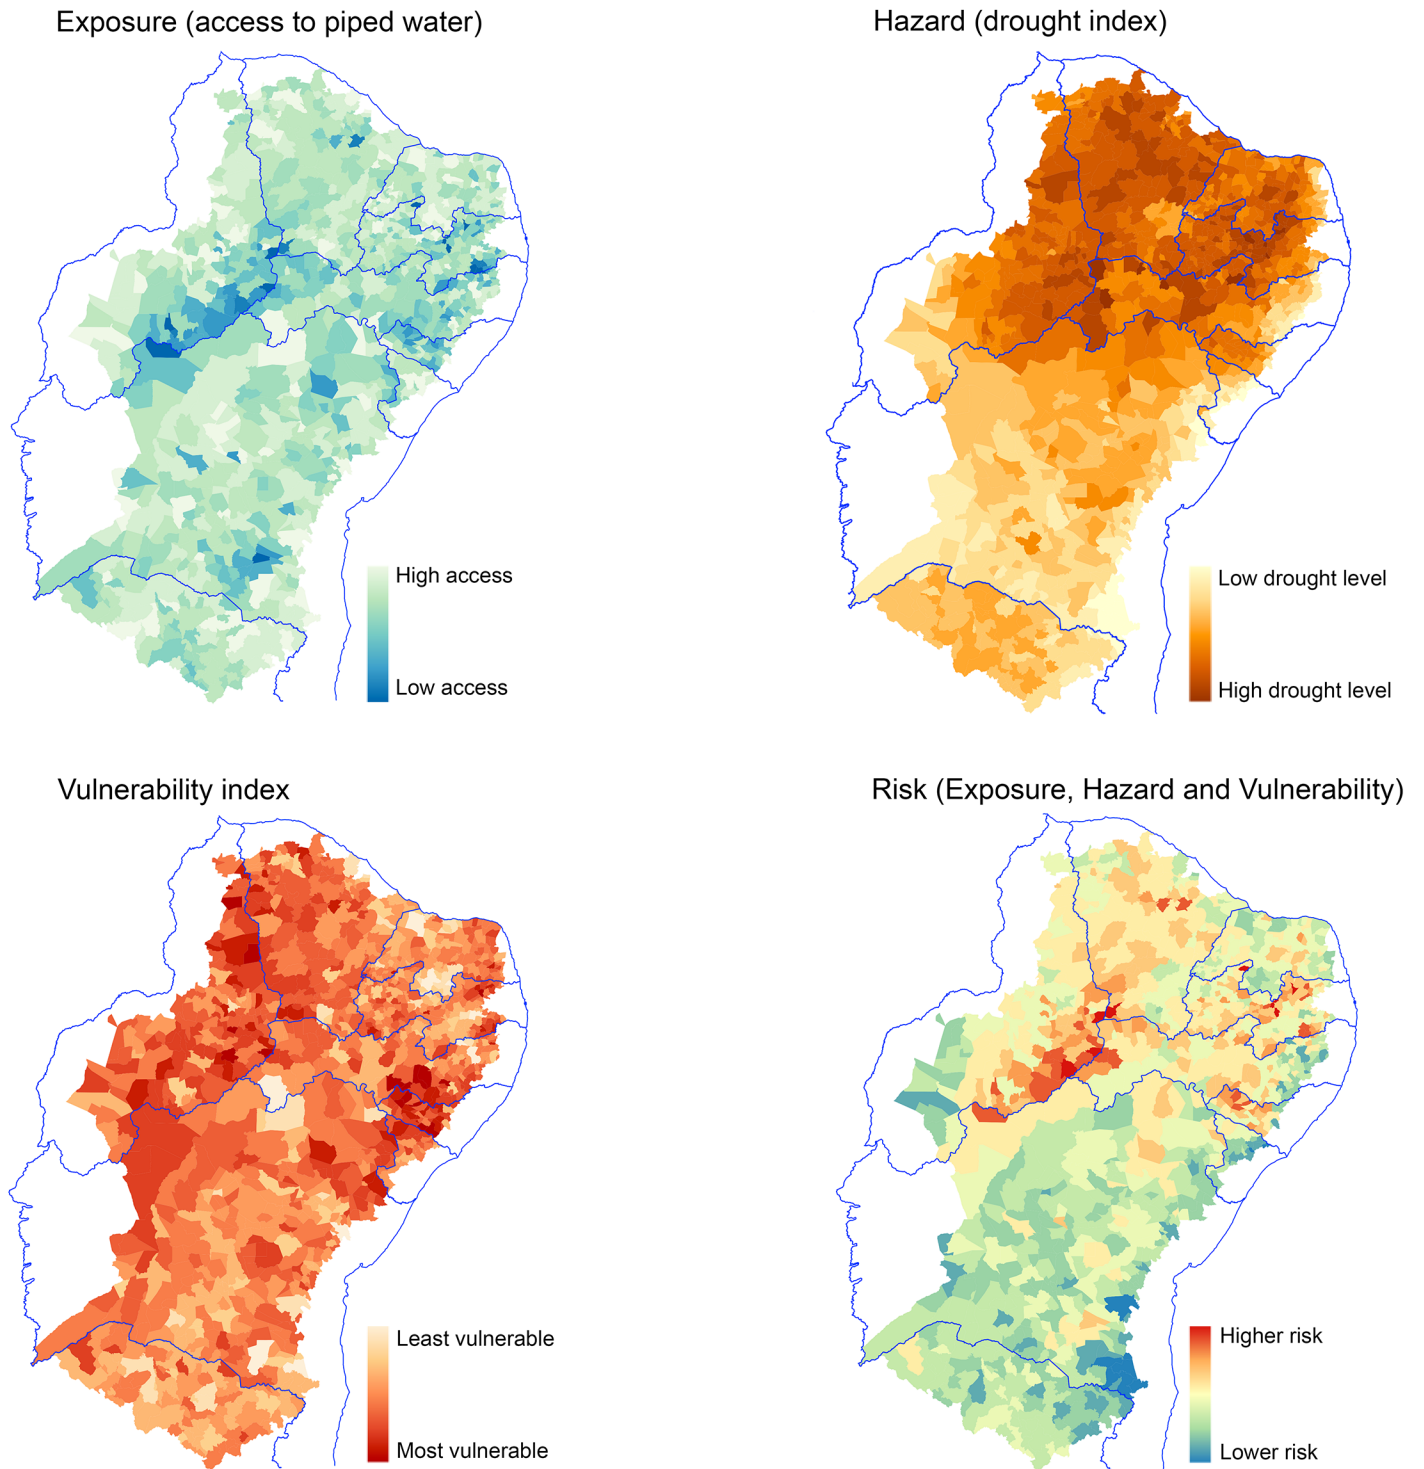 Exposure (access to piped water)
Hazard (drought index)
High access
Low access
Low drought level
High drought level
Vulnerability index
Risk (Exposure, Hazard and Vulnerability)
Least vulnerable
Most vulnerable
Higher risk
Lower risk